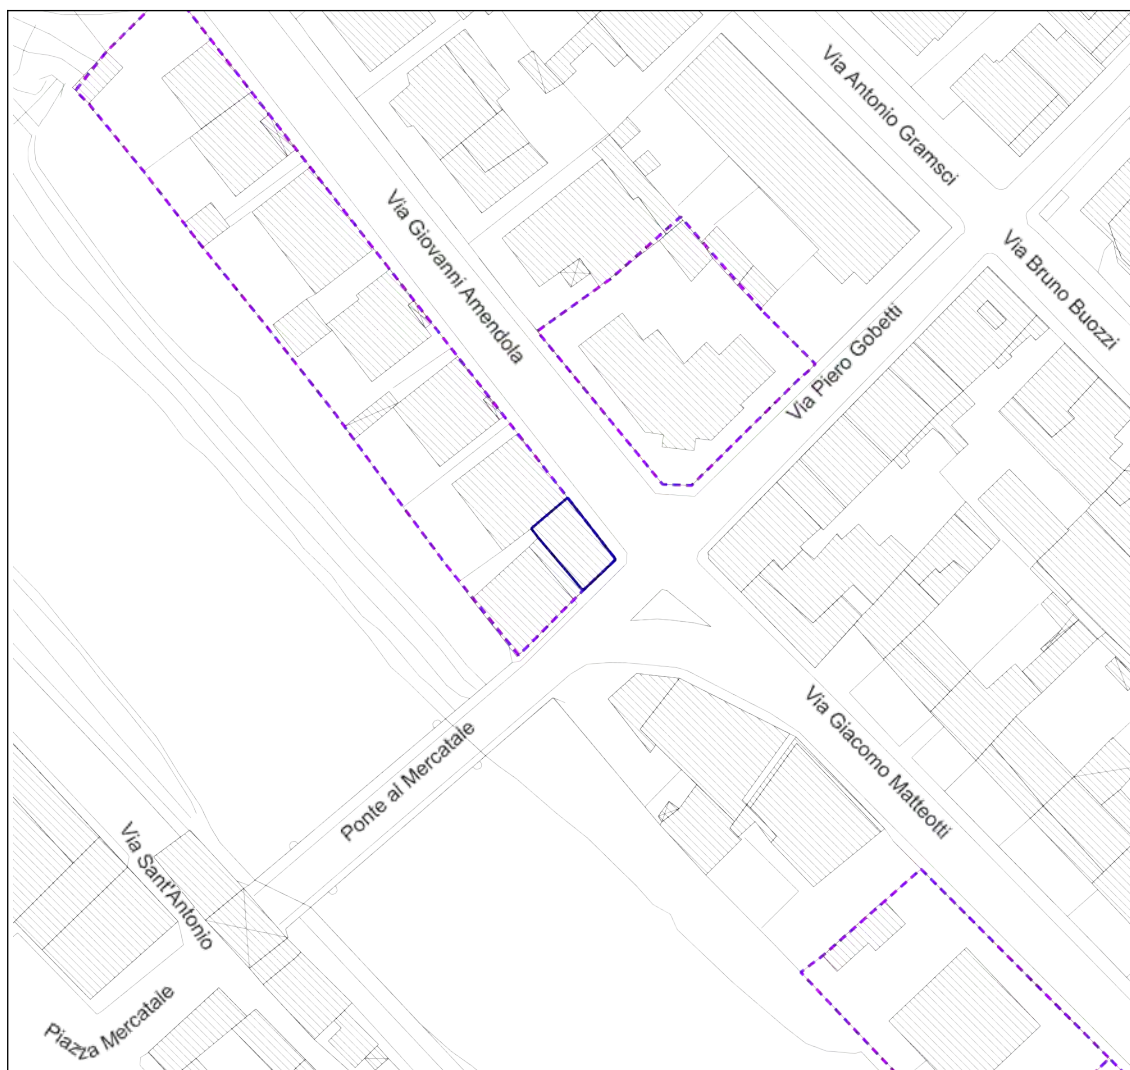 Via Antonio Gramsci
Via Giovanni Amendola
Via Bruno Buozzi
Via Piero Gobetti
Via Giacomo Matteotti
Ponte al Mercatale
Via Sant'Antonio
Piazza Mercatale